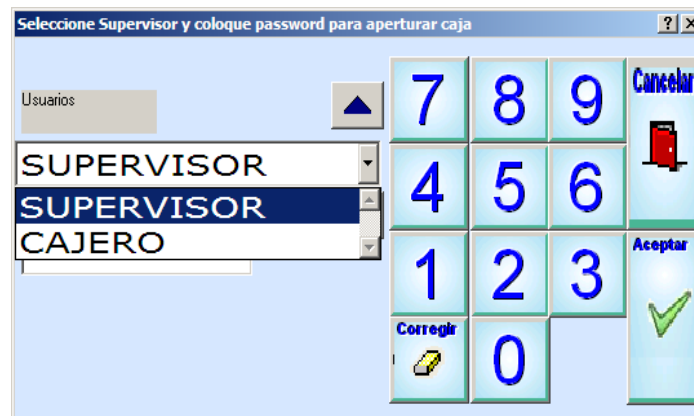 Seleccione Supervisor y coloque password para aperturar caja
Usuarios
SUPERVISOR
SUPERVISOR
CAJERO
7 8 9 Cancelar
4 5 6
1 2 3 Aceptar
Corregir 0